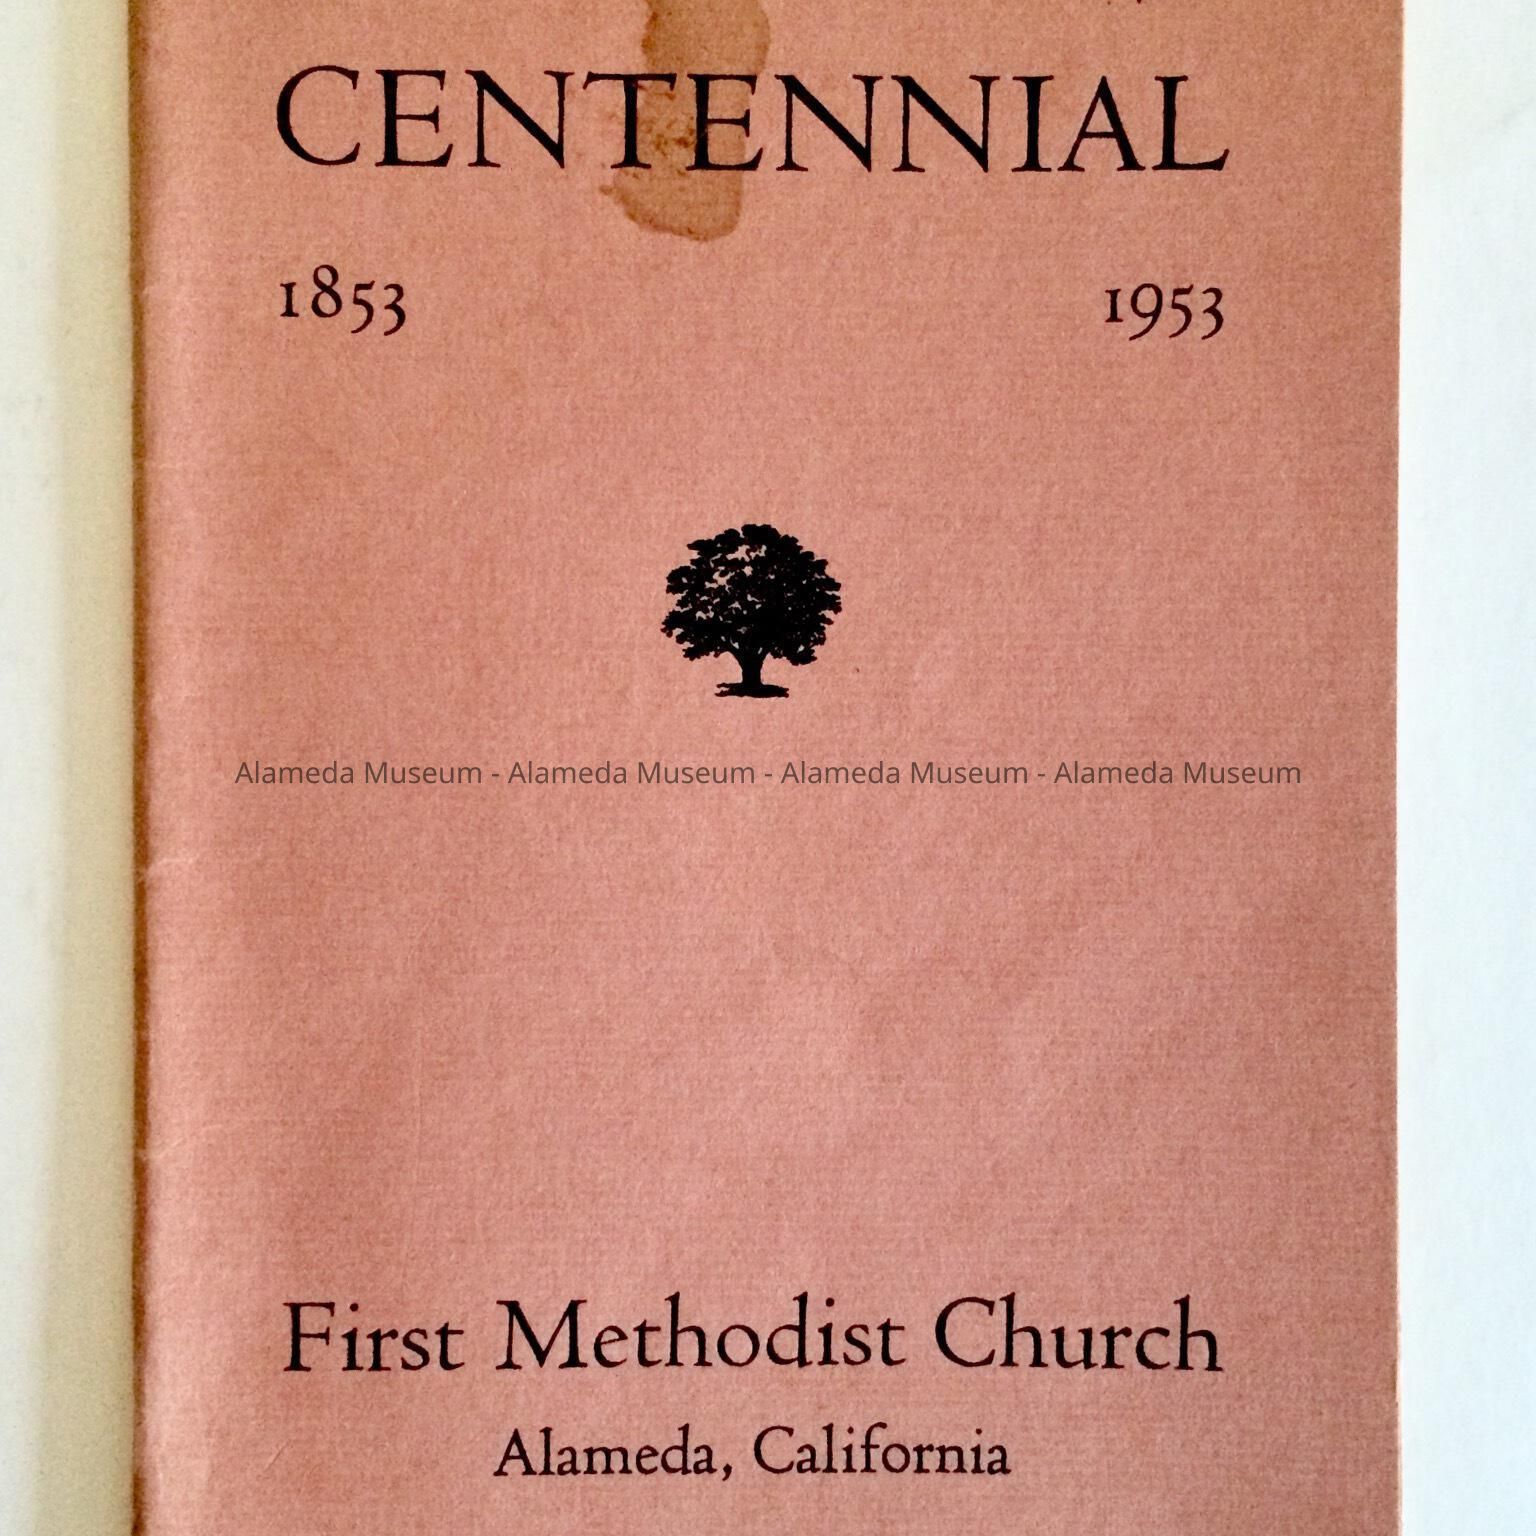 CENTENNIAL
1853 1953
Alameda Museum - Alameda Museum - Alameda Museum - Alameda Museum
First Methodist Church
Alameda, California